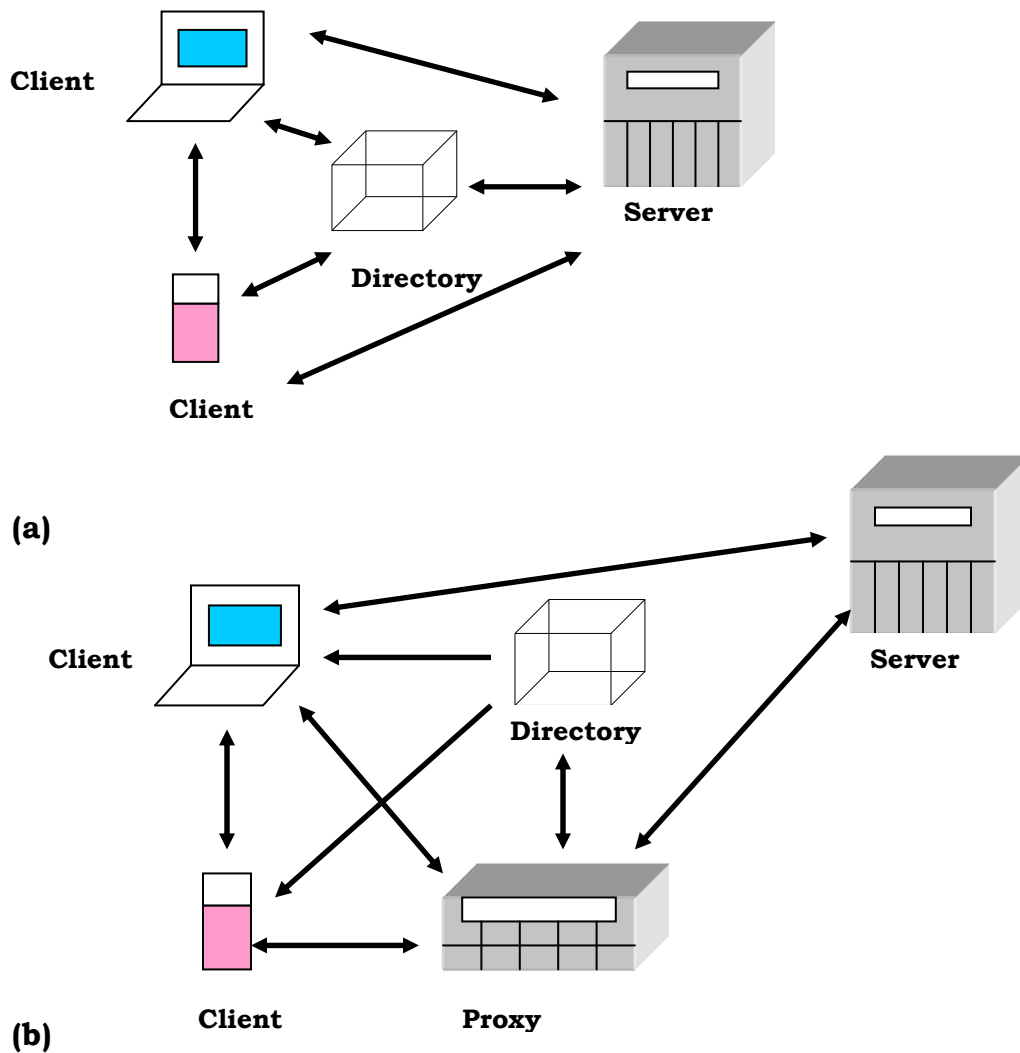 Client
Server
Directory
Client
(a)
Client
Server
Directory
Client
Proxy
(b)